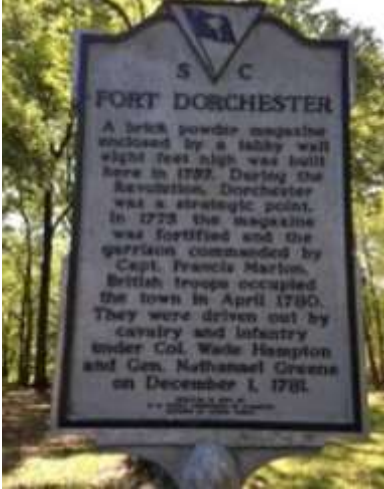 S C
FORT DORCHESTER
A brick powder magazine
enclosed by a tabby wall
eight feet high was built
here in 1757. During the
Revolution, Dorchester
was a strategic point.
In 1775 the magazine
was fortified and the
garrison commanded by
Capt. Francis Marion.
British troops occupied
the town in April 1780.
They were driven out by
cavalry and infantry
under Col. Wade Hampton
and Gen. Nathanael Greene
on December 1, 1781.